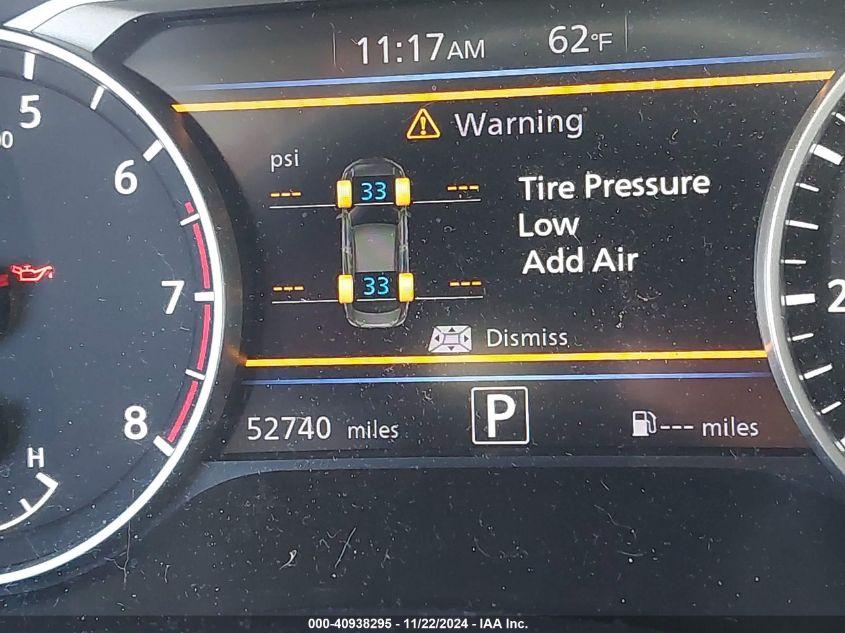 11:17AM 62°F
5
00
6
7
8
H
Warning
psi
--- 33 ---
--- 33 ---
Tire Pressure
Low
Add Air
Dismiss
52740 miles
P
--- miles
2
000-40938295 - 11/22/2024 - IAA Inc.